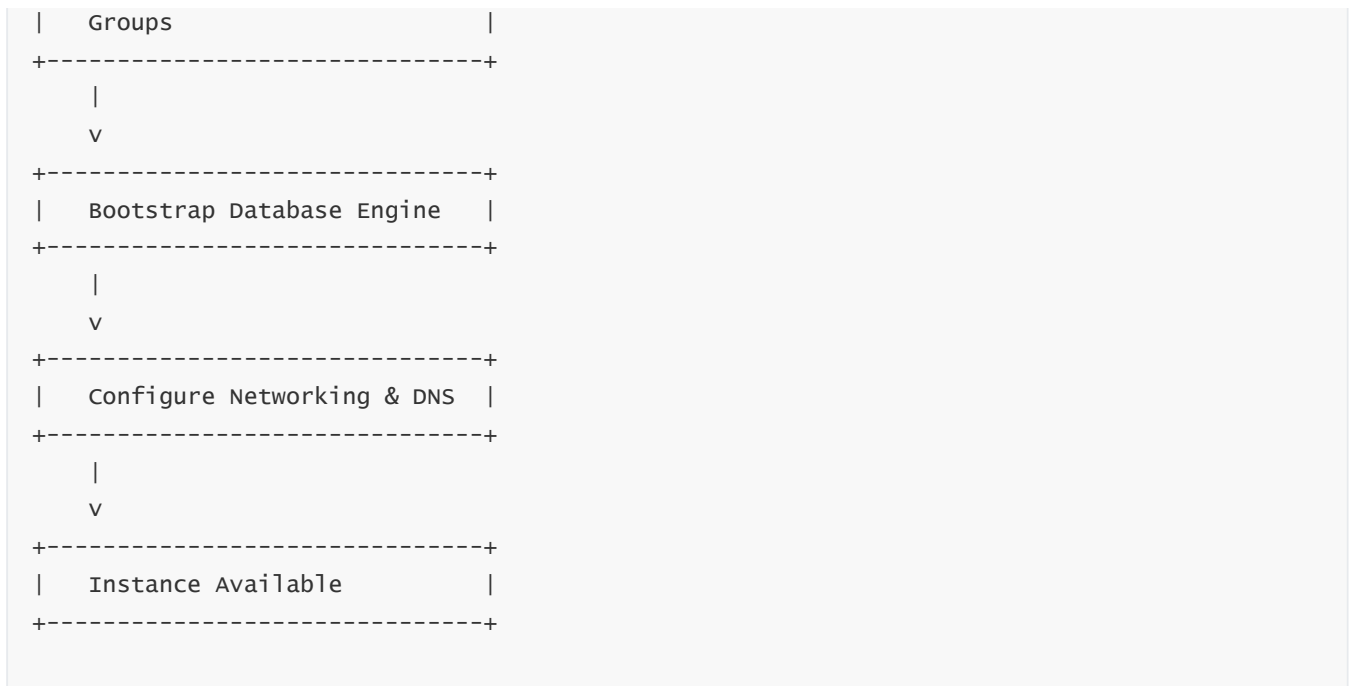 |   Groups                      |
+-------------------------------+
    |
    v
+-------------------------------+
|   Bootstrap Database Engine   |
+-------------------------------+
    |
    v
+-------------------------------+
|   Configure Networking & DNS  |
+-------------------------------+
    |
    v
+-------------------------------+
|   Instance Available          |
+-------------------------------+